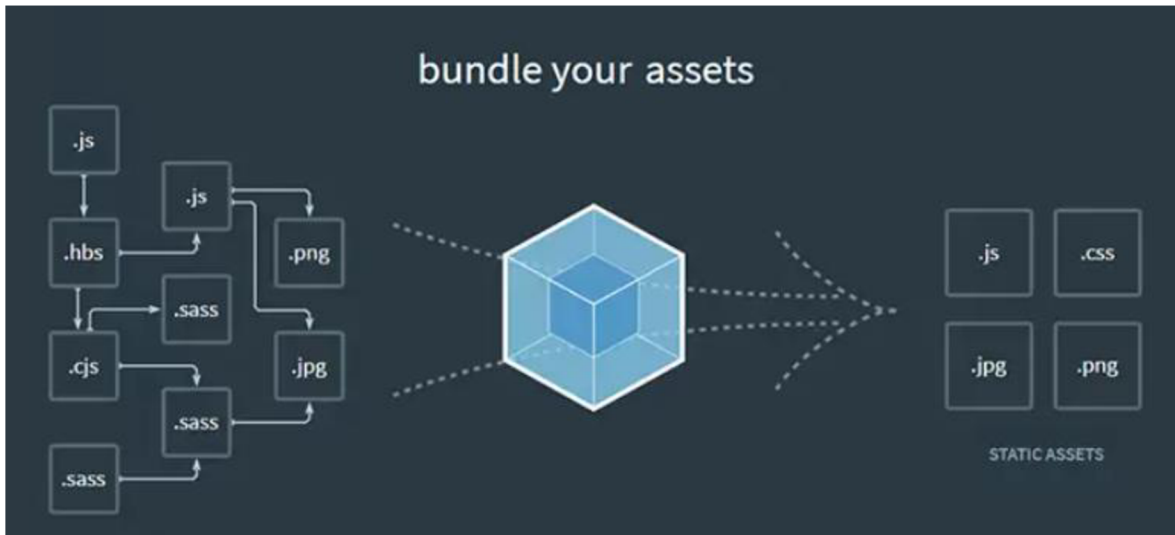 bundle your assets
.js
.js
.hbs
.png
.sass
.cjs
.jpg
.sass
.sass
.js
.css
.jpg
.png
STATIC ASSETS